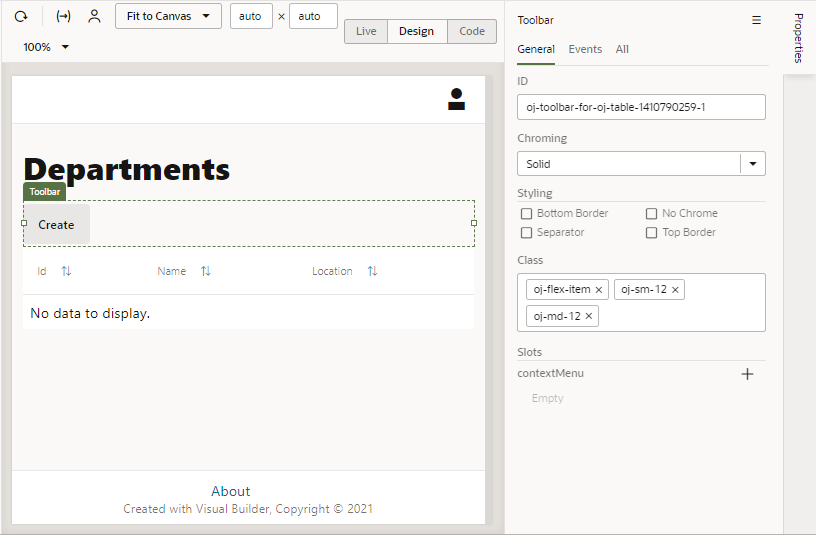 Fit to Canvas auto × auto Live Design Code
100%
Departments
Toolbar
Create
Id Name Location
No data to display.
About
Created with Visual Builder, Copyright © 2021
Toolbar
General Events All
ID
oj-toolbar-for-oj-table-1410790259-1
Chroming
Solid
Styling
Bottom Border No Chrome
Separator Top Border
Class
oj-flex-item × oj-sm-12 ×
oj-md-12 ×
Slots
contextMenu
Empty
Properties